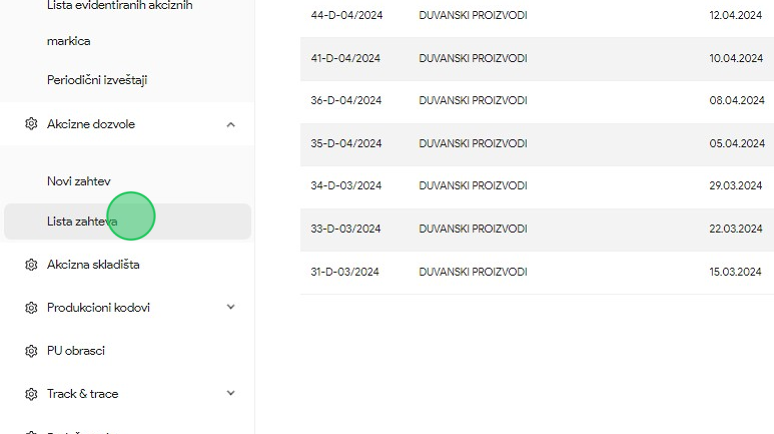 Lista evidentiranih akciznih
markica
Periodični izveštaji
Akcizne dozvole
Novi zahtev
Lista zahteva
Akcizna skladišta
Produkcioni kodovi
PU obrasci
Track & trace
44-D-04/2024 DUVANSKI PROIZVODI 12.04.2024
41-D-04/2024 DUVANSKI PROIZVODI 10.04.2024
36-D-04/2024 DUVANSKI PROIZVODI 08.04.2024
35-D-04/2024 DUVANSKI PROIZVODI 05.04.2024
34-D-03/2024 DUVANSKI PROIZVODI 29.03.2024
33-D-03/2024 DUVANSKI PROIZVODI 22.03.2024
31-D-03/2024 DUVANSKI PROIZVODI 15.03.2024